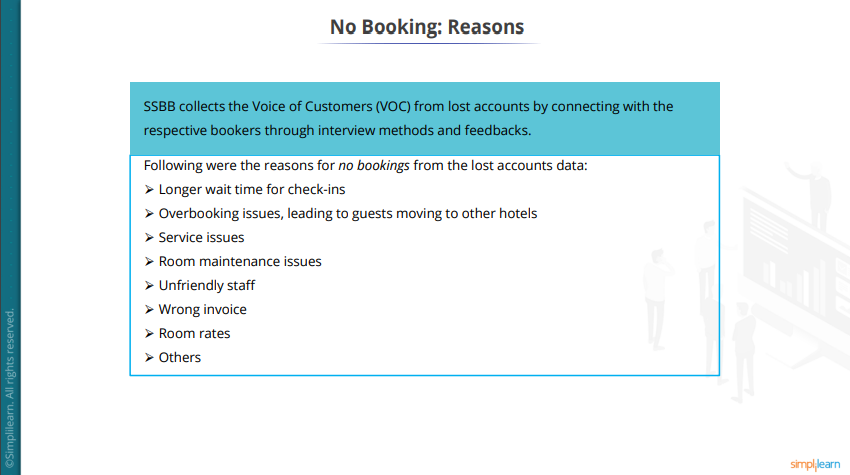 No Booking: Reasons
SSBB collects the Voice of Customers (VOC) from lost accounts by connecting with the
respective bookers through interview methods and feedbacks.
Following were the reasons for no bookings from the lost accounts data:
➤ Longer wait time for check-ins
➤ Overbooking issues, leading to guests moving to other hotels
➤ Service issues
➤ Room maintenance issues
➤ Unfriendly staff
➤ Wrong invoice
➤ Room rates
➤ Others
©Simplilearn. All rights reserved.
simplilearn